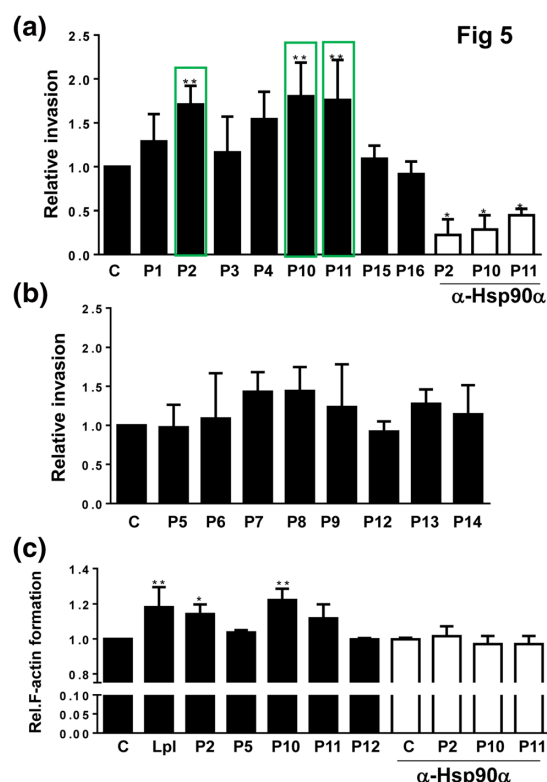 (a)
Fig 5
Relative invasion
2.5
2.0
1.5
1.0
0.5
0.0
** ** ** * * *
C P1 P2 P3 P4 P10 P11 P15 P16 P2 P10 P11
α-Hsp90α
(b)
Relative invasion
2.5
2.0
1.5
1.0
0.5
0.0
C P5 P6 P7 P8 P9 P12 P13 P14
(c)
Rel.F-actin formation
1.4
1.2
1.0
0.8
0.10
0.05
0.00
** * **
C Lpl P2 P5 P10 P11 P12 C P2 P10 P11
α-Hsp90α